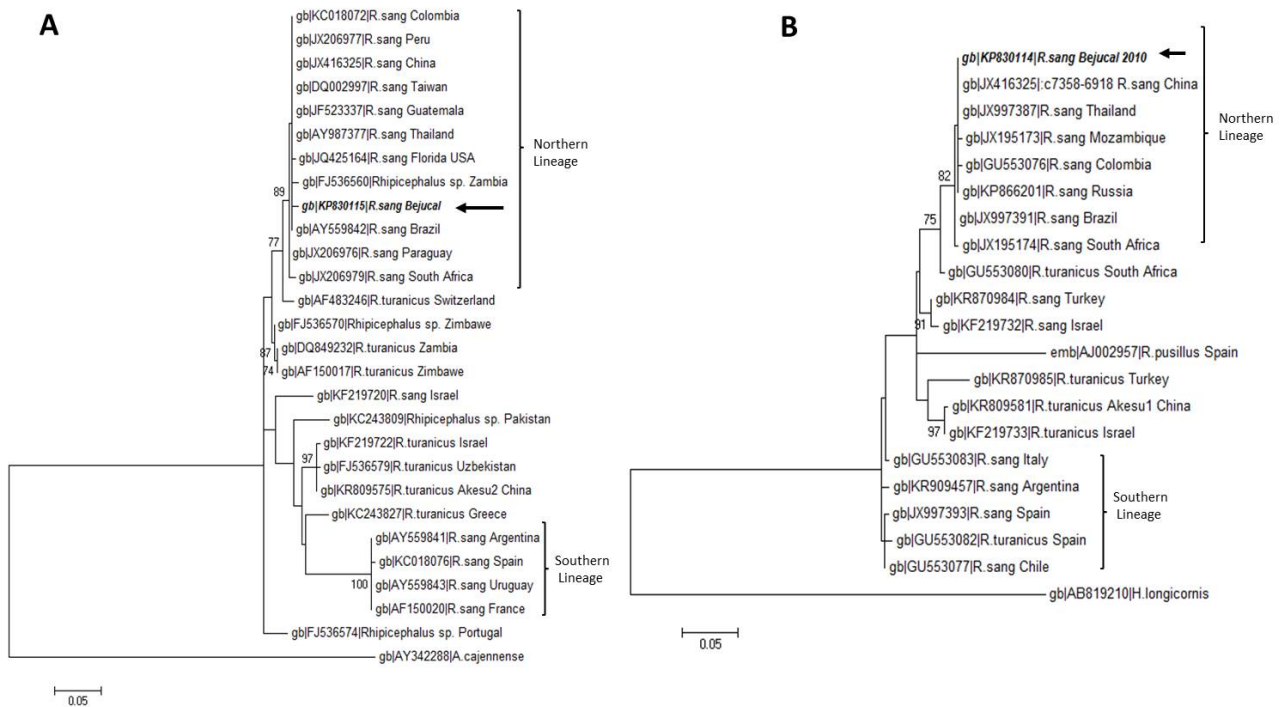 A
gb|KC018072|R.sang Colombia
gb|JX206977|R.sang Peru
gb|JX416325|R.sang China
gb|DQ002997|R.sang Taiwan
gb|JF523337|R.sang Guatemala
gb|AY987377|R.sang Thailand
gb|JQ425164|R.sang Florida USA
gb|FJ536560|Rhipicephalus sp. Zambia
gb|KP830115|R.sang Bejucal
gb|AY559842|R.sang Brazil
gb|JX206976|R.sang Paraguay
gb|JX206979|R.sang South Africa
gb|AF483246|R.turanicus Switzerland
gb|FJ536570|Rhipicephalus sp. Zimbawe
gb|DQ849232|R.turanicus Zambia
gb|AF150017|R.turanicus Zimbawe
gb|KF219720|R.sang Israel
gb|KC243809|Rhipicephalus sp. Pakistan
gb|KF219722|R.turanicus Israel
gb|FJ536579|R.turanicus Uzbekistan
gb|KR809575|R.turanicus Akesu2 China
gb|KC243827|R.turanicus Greece
gb|AY559841|R.sang Argentina
gb|KC018076|R.sang Spain
gb|AY559843|R.sang Uruguay
gb|AF150020|R.sang France
gb|FJ536574|Rhipicephalus sp. Portugal
gb|AY342288|A.cajennense
89
77
87
74
97
100
Northern
Lineage
Southern
Lineage
0.05
B
gb|KP830114|R.sang Bejucal 2010
gb|JX416325|:c7358-6918 R.sang China
gb|JX997387|R.sang Thailand
gb|JX195173|R.sang Mozambique
gb|GU553076|R.sang Colombia
gb|KP866201|R.sang Russia
gb|JX997391|R.sang Brazil
gb|JX195174|R.sang South Africa
gb|GU553080|R.turanicus South Africa
gb|KR870984|R.sang Turkey
gb|KF219732|R.sang Israel
emb|AJ002957|R.pusillus Spain
gb|KR870985|R.turanicus Turkey
gb|KR809581|R.turanicus Akesu1 China
gb|KF219733|R.turanicus Israel
gb|GU553083|R.sang Italy
gb|KR909457|R.sang Argentina
gb|JX997393|R.sang Spain
gb|GU553082|R.turanicus Spain
gb|GU553077|R.sang Chile
gb|AB819210|H.longicornis
82
75
91
97
Northern
Lineage
Southern
Lineage
0.05